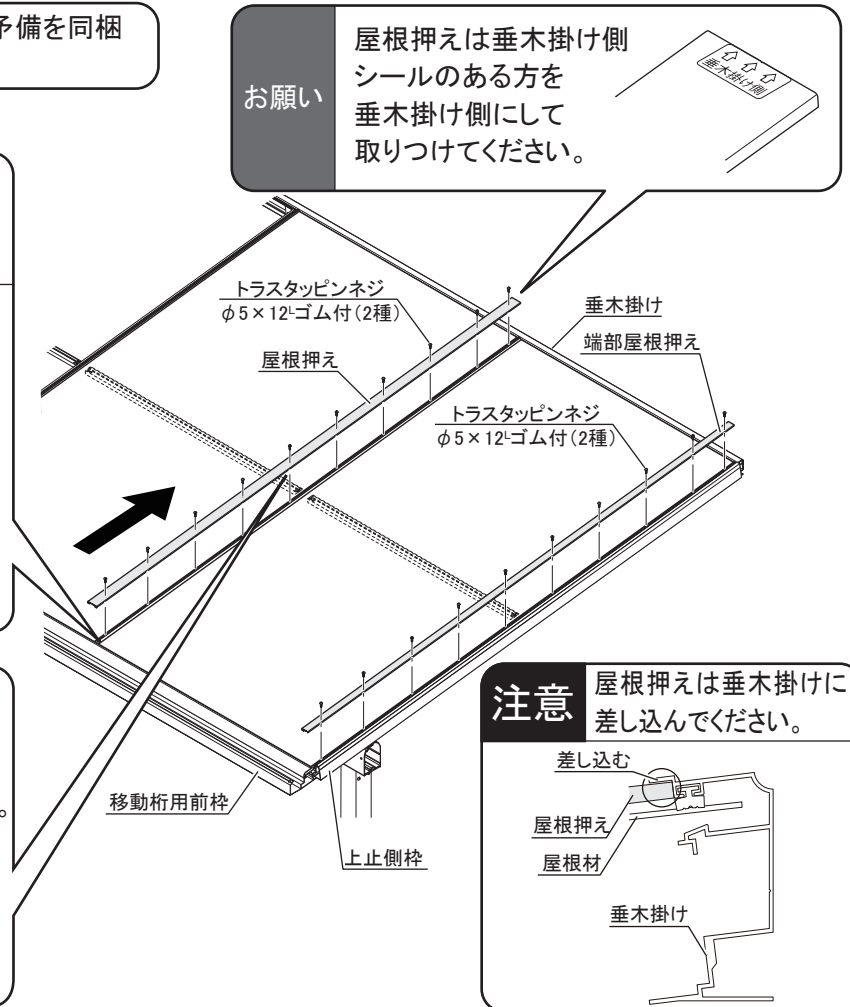 予備を同梱
お願い
屋根押えは垂木掛け側
シールのある方を
垂木掛け側にして
取りつけてください。
垂木掛け側
トラスタッピンネジ
φ5×12ᴸゴム付(2種)
屋根押え
垂木掛け
端部屋根押え
トラスタッピンネジ
φ5×12ᴸゴム付(2種)
移動桁用前枠
上止側枠
。
注意
屋根押えは垂木掛けに
差し込んでください。
差し込む
屋根押え
屋根材
垂木掛け